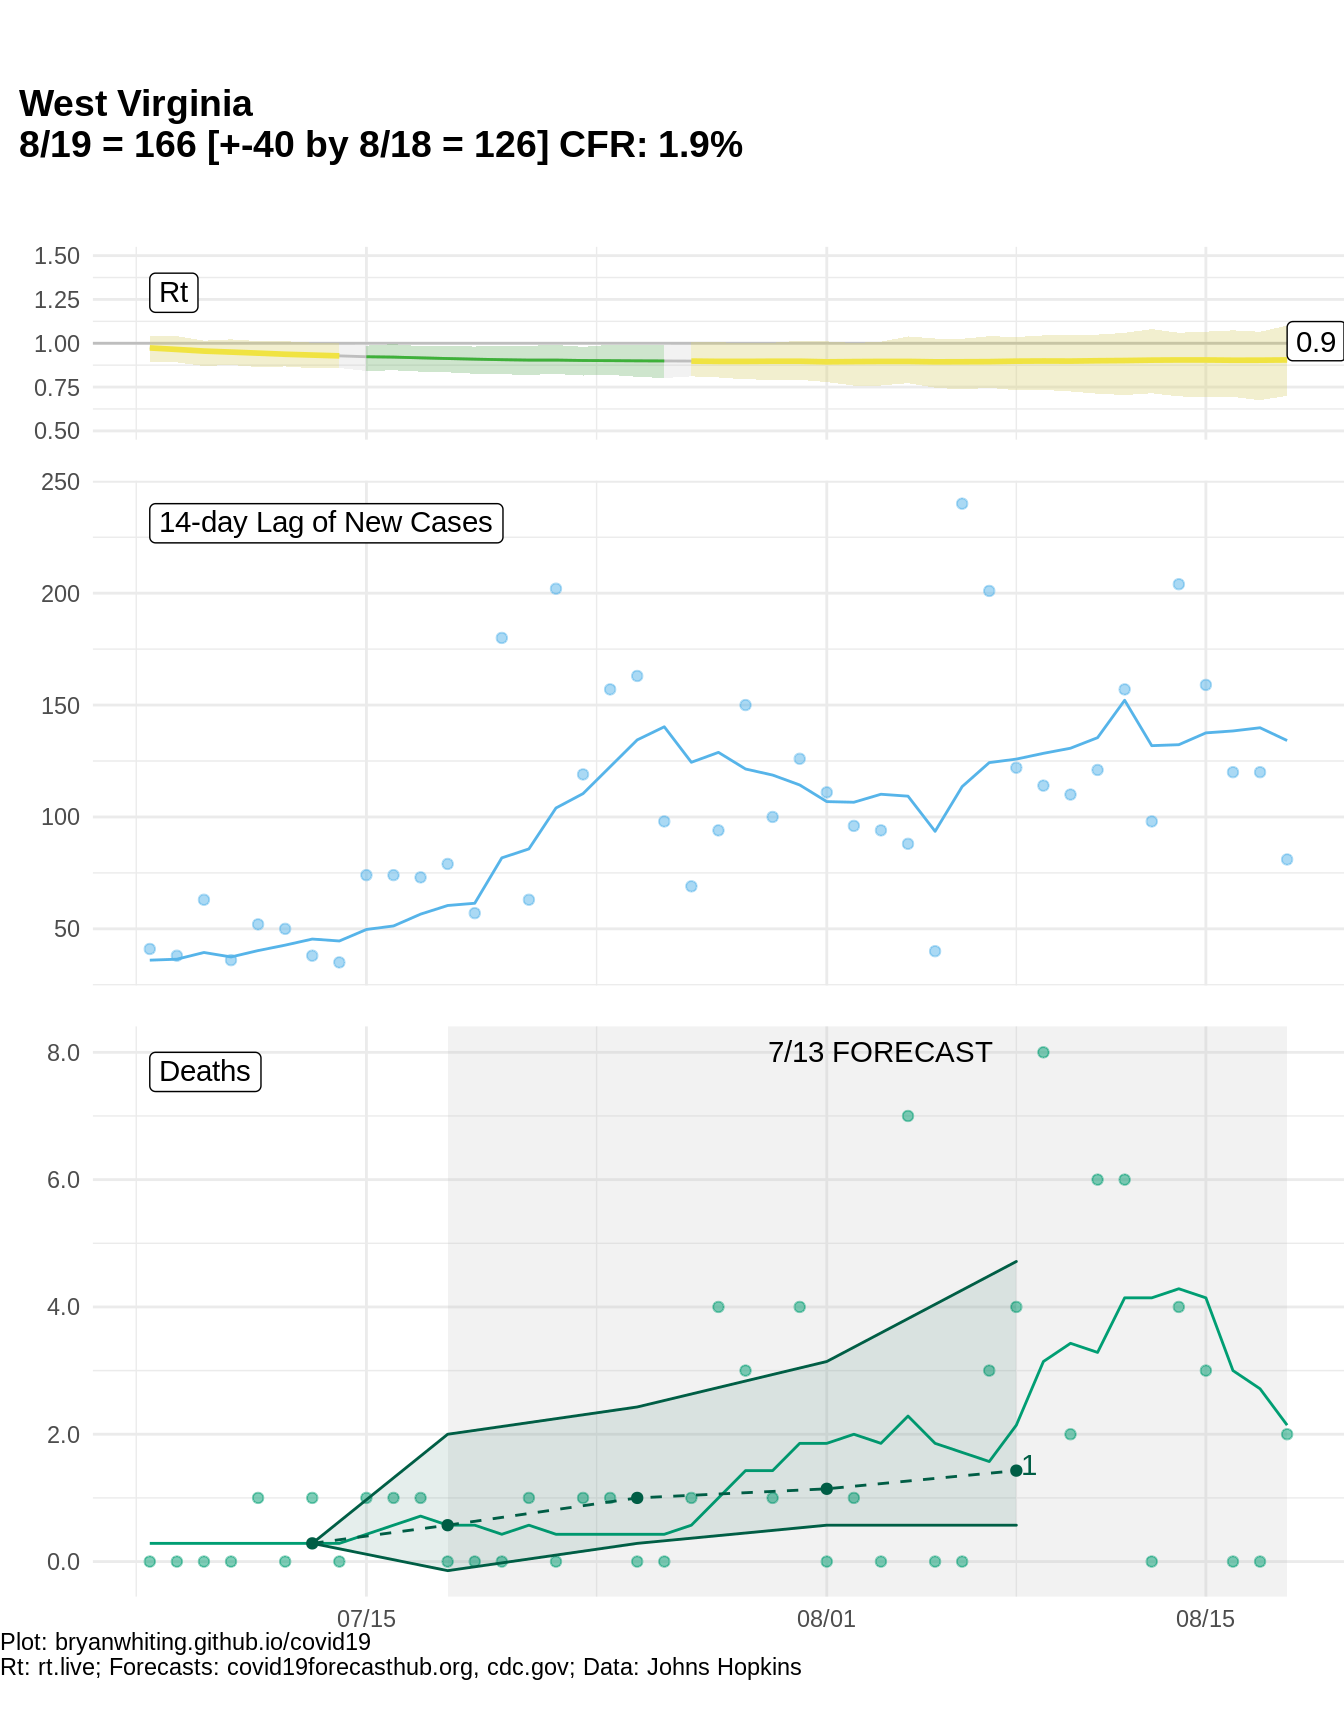 West Virginia
8/19 = 166 [+-40 by 8/18 = 126] CFR: 1.9%
1.50
Rt
1.25
1.00
0.9
0.75
0.50
250
14-day Lag of New Cases
200
150
100
50
8.0
7/13 FORECAST
Deaths
6.0
4.0
2.0
1
0.0
07/15 08/01 08/15
Plot: bryanwhiting.github.io/covid19
Rt: rt.live; Forecasts: covid19forecasthub.org, cdc.gov; Data: Johns Hopkins